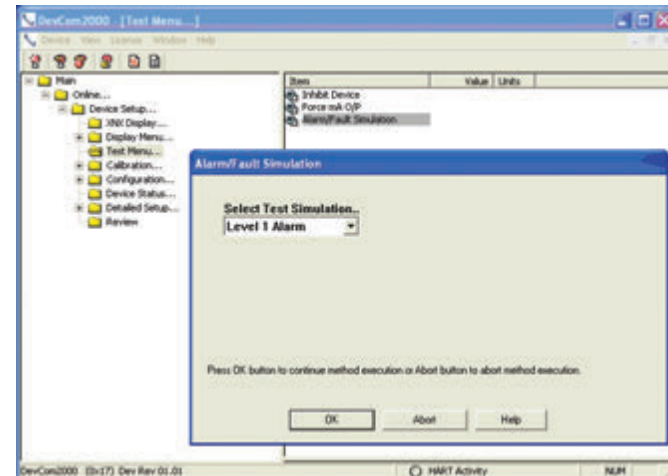 DevCom2000 - [Test Menu...]
Device View License Window Help
Main
Online...
Device Setup...
XNX Display...
Display Menu...
Test Menu...
Calibration...
Configuration...
Device Status...
Detailed Setup...
Review
Item Value Units
Inhibit Device
Force mA O/P
Alarm/Fault Simulation
Alarm/Fault Simulation
Select Test Simulation..
Level 1 Alarm
Press OK button to continue method execution or Abort button to abort method execution.
OK Abort Help
DevCom2000 (0x17) Dev Rev 01.01 HART Activity NUM